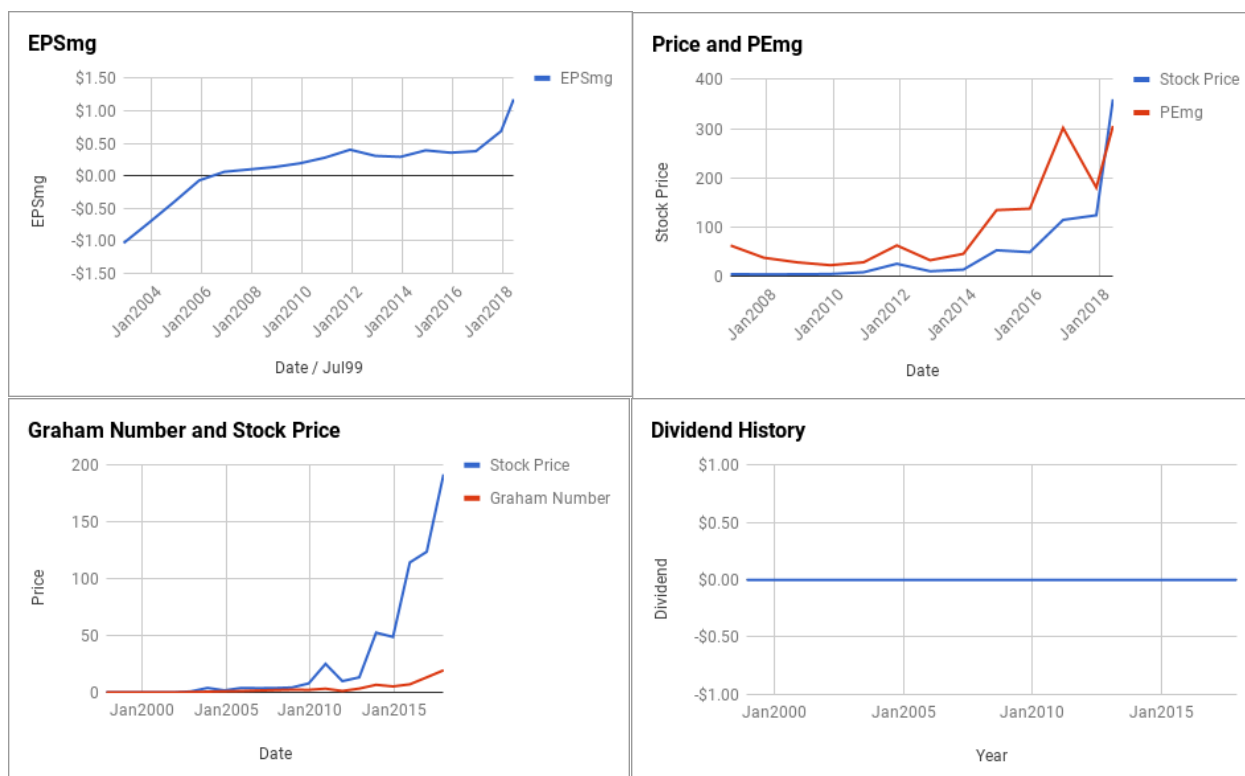 EPSmg
$1.50
$1.00
$0.50
$0.00
-$0.50
-$1.00
-$1.50
EPSmg
EPSmg
Jan2004
Jan2006
Jan2008
Jan2010
Jan2012
Jan2014
Jan2016
Jan2018
Date / Jul99
Price and PEmg
400
300
200
100
0
Stock Price
Stock Price
PEmg
Jan2008
Jan2010
Jan2012
Jan2014
Jan2016
Jan2018
Date
Graham Number and Stock Price
200
150
100
50
0
Price
Stock Price
Graham Number
Jan2000
Jan2005
Jan2010
Jan2015
Date
Dividend History
$1.00
$0.50
$0.00
-$0.50
-$1.00
Dividend
Jan2000
Jan2005
Jan2010
Jan2015
Year